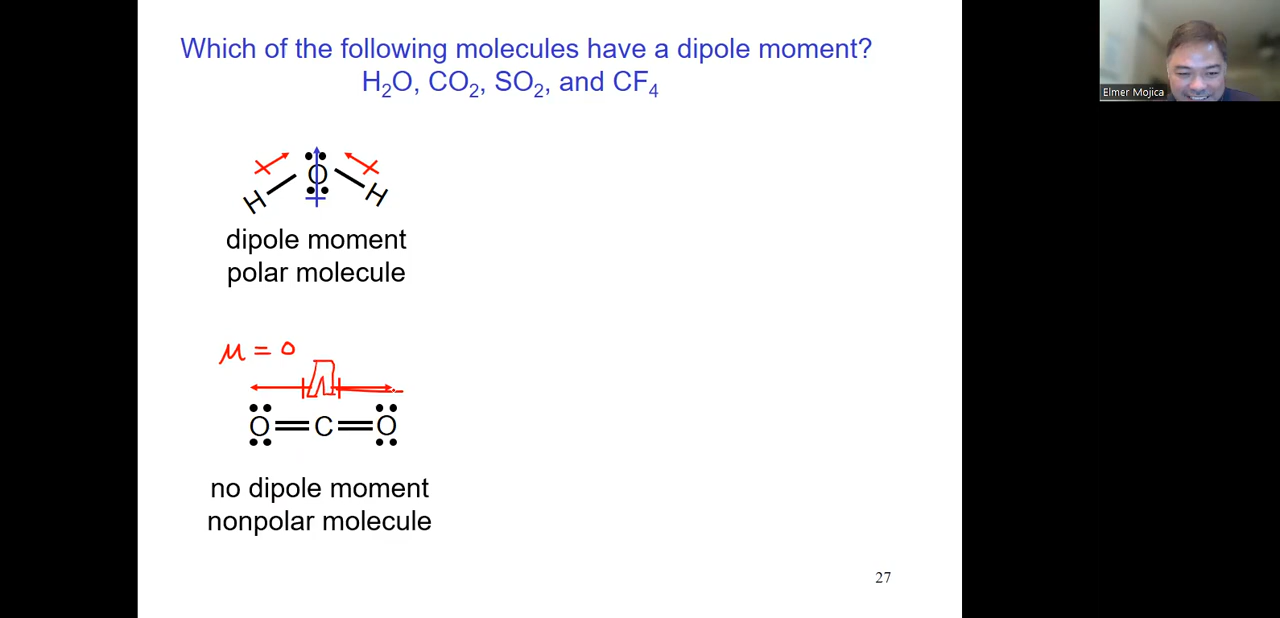 Which of the following molecules have a dipole moment?
H₂O, CO₂, SO₂, and CF₄
Elmer Mojica
O
H H
dipole moment
polar molecule
μ = 0
O=C=O
no dipole moment
nonpolar molecule
27